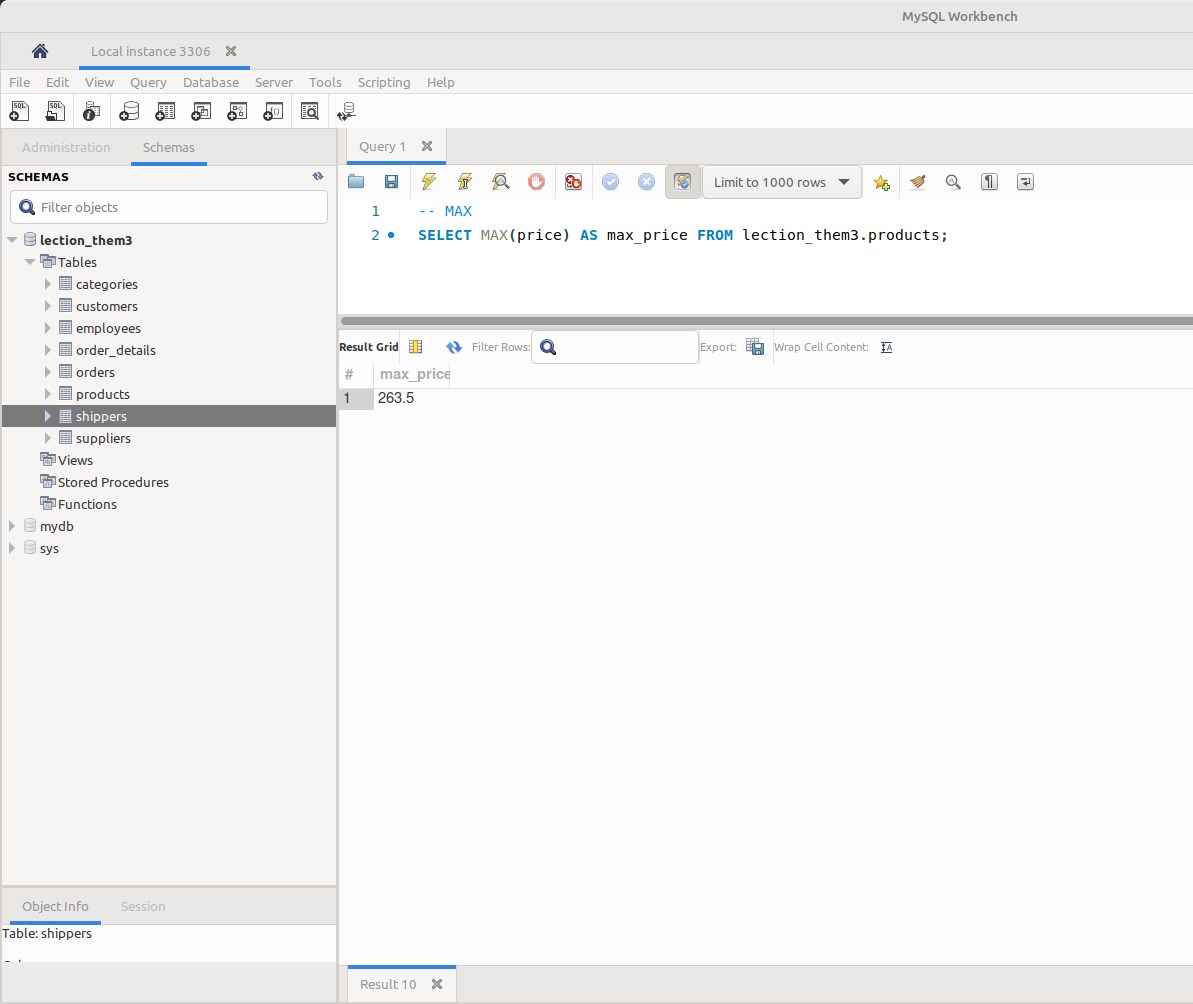 MySQL Workbench
Local instance 3306
File Edit View Query Database Server Tools Scripting Help
Administration Schemas
SCHEMAS
Filter objects
lection_them3
Tables
categories
customers
employees
order_details
orders
products
shippers
suppliers
Views
Stored Procedures
Functions
mydb
sys
Object Info Session
Table: shippers
Query 1
Limit to 1000 rows
1 -- MAX
2 SELECT MAX(price) AS max_price FROM lection_them3.products;
Result Grid Filter Rows: Export: Wrap Cell Content:
# max_price
1 263.5
Result 10